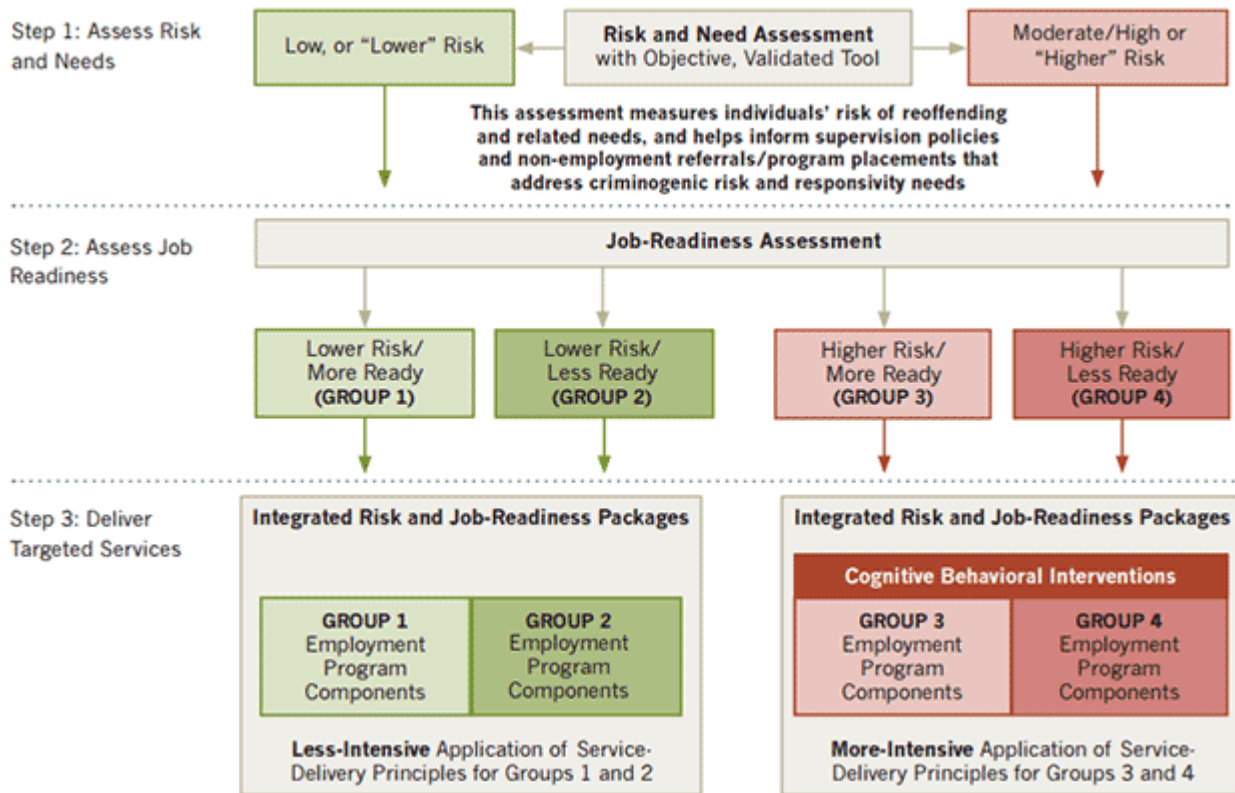 Step 1: Assess Risk
and Needs
Low, or “Lower” Risk
Risk and Need Assessment
with Objective, Validated Tool
Moderate/High or
“Higher” Risk
This assessment measures individuals’ risk of reoffending
and related needs, and helps inform supervision policies
and non-employment referrals/program placements that
address criminogenic risk and responsivity needs
Step 2: Assess Job
Readiness
Job-Readiness Assessment
Lower Risk/
More Ready
(GROUP 1)
Lower Risk/
Less Ready
(GROUP 2)
Higher Risk/
More Ready
(GROUP 3)
Higher Risk/
Less Ready
(GROUP 4)
Step 3: Deliver
Targeted Services
Integrated Risk and Job-Readiness Packages
GROUP 1
Employment
Program
Components
GROUP 2
Employment
Program
Components
Less-Intensive Application of Service-
Delivery Principles for Groups 1 and 2
Integrated Risk and Job-Readiness Packages
Cognitive Behavioral Interventions
GROUP 3
Employment
Program
Components
GROUP 4
Employment
Program
Components
More-Intensive Application of Service-
Delivery Principles for Groups 3 and 4